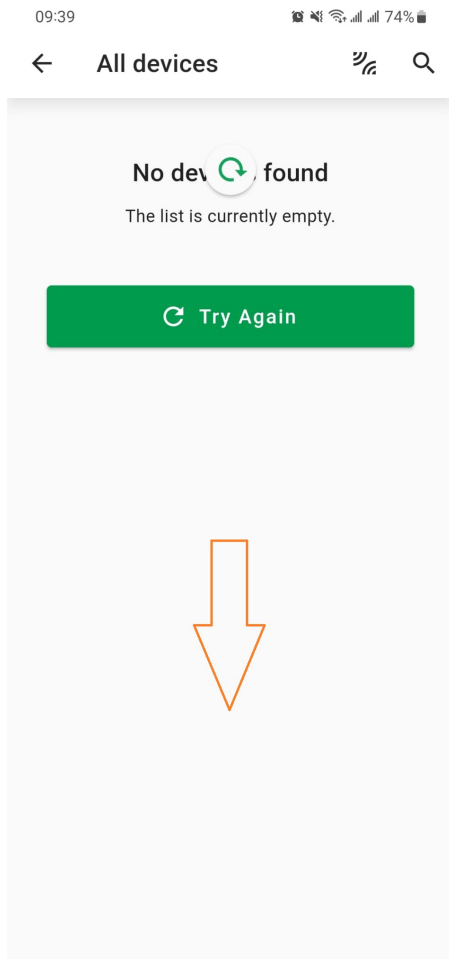 09:39 74%
All devices
No dev found
The list is currently empty.
Try Again